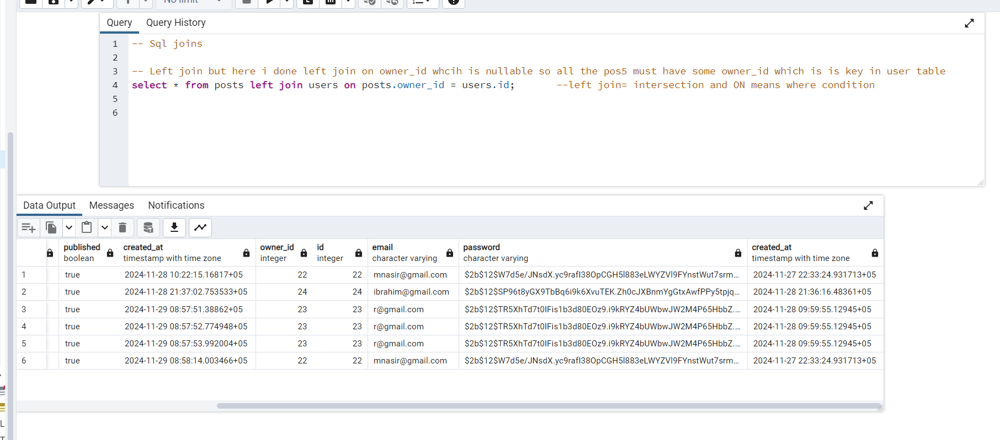 No limit
Query Query History
1 -- Sql joins
2
3 -- Left join but here i done left join on owner_id whcih is nullable so all the pos5 must have some owner_id which is is key in user table
4 select * from posts left join users on posts.owner_id = users.id; --left join= intersection and ON means where condition
5
6
Data Output Messages Notifications
published created_at owner_id id email password created_at
boolean timestamp with time zone integer integer character varying character varying timestamp with time zone
1 true 2024-11-28 10:22:15.16817+05 22 22 mnasir@gmail.com $2b$12$W7d5e/JNsdX.yc9rafI38OpCGH5l883eLWYZVl9FYnstWut7srm...  2024-11-27 22:33:24.931713+05
2 true 2024-11-28 21:37:02.753533+05 24 24 ibrahim@gmail.com $2b$12$SP96t8yGX9TbBq6i9k6XvuTEK.Zh0cJXBnmYgGtxAwfPPy5tpjq... 2024-11-28 21:36:16.48361+05
3 true 2024-11-29 08:57:51.38862+05 23 23 r@gmail.com $2b$12$TR5XhTd7t0IFis1b3d80EOz9.i9kRYZ4bUWbwJW2M4P65HbbZ.... 2024-11-28 09:59:55.12945+05
4 true 2024-11-29 08:57:52.774948+05 23 23 r@gmail.com $2b$12$TR5XhTd7t0IFis1b3d80EOz9.i9kRYZ4bUWbwJW2M4P65HbbZ.... 2024-11-28 09:59:55.12945+05
5 true 2024-11-29 08:57:53.992004+05 23 23 r@gmail.com $2b$12$TR5XhTd7t0IFis1b3d80EOz9.i9kRYZ4bUWbwJW2M4P65HbbZ.... 2024-11-28 09:59:55.12945+05
6 true 2024-11-29 08:58:14.003466+05 22 22 mnasir@gmail.com $2b$12$W7d5e/JNsdX.yc9rafI38OpCGH5l883eLWYZVl9FYnstWut7srm... 2024-11-27 22:33:24.931713+05